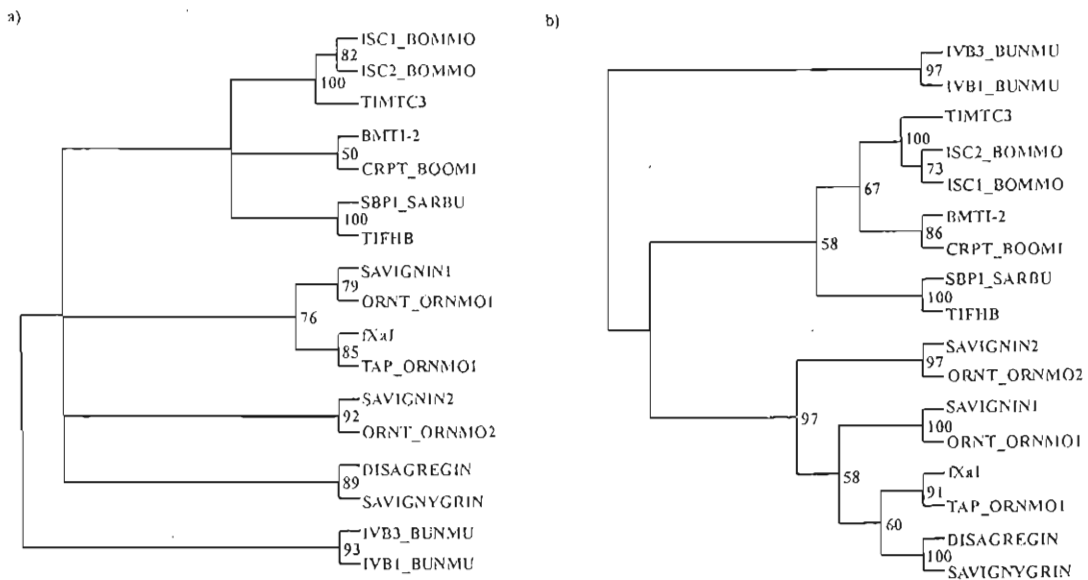 a)
ISC1_BOMMO
82
ISC2_BOMMO
100
TIMTC3
BMTI-2
50
CRPT_BOOMI
SBPI_SARBU
100
TIFHB
SAVIGNIN1
79
ORNT_ORNMO1
76
fXaI
85
TAP_ORNMO1
SAVIGNIN2
92
ORNT_ORNMO2
DISAGREGIN
89
SAVIGNYGRIN
IVB3_BUNMU
93
IVB1_BUNMU
b)
IVB3_BUNMU
97
IVB1_BUNMU
TIMTC3
100
ISC2_BOMMO
73
ISC1_BOMMO
67
BMTI-2
86
CRPT_BOOMI
58
SBPI_SARBU
100
TIFHB
SAVIGNIN2
97
ORNT_ORNMO2
97
SAVIGNIN1
100
ORNT_ORNMO1
58
fXaI
91
TAP_ORNMO1
60
DISAGREGIN
100
SAVIGNYGRIN